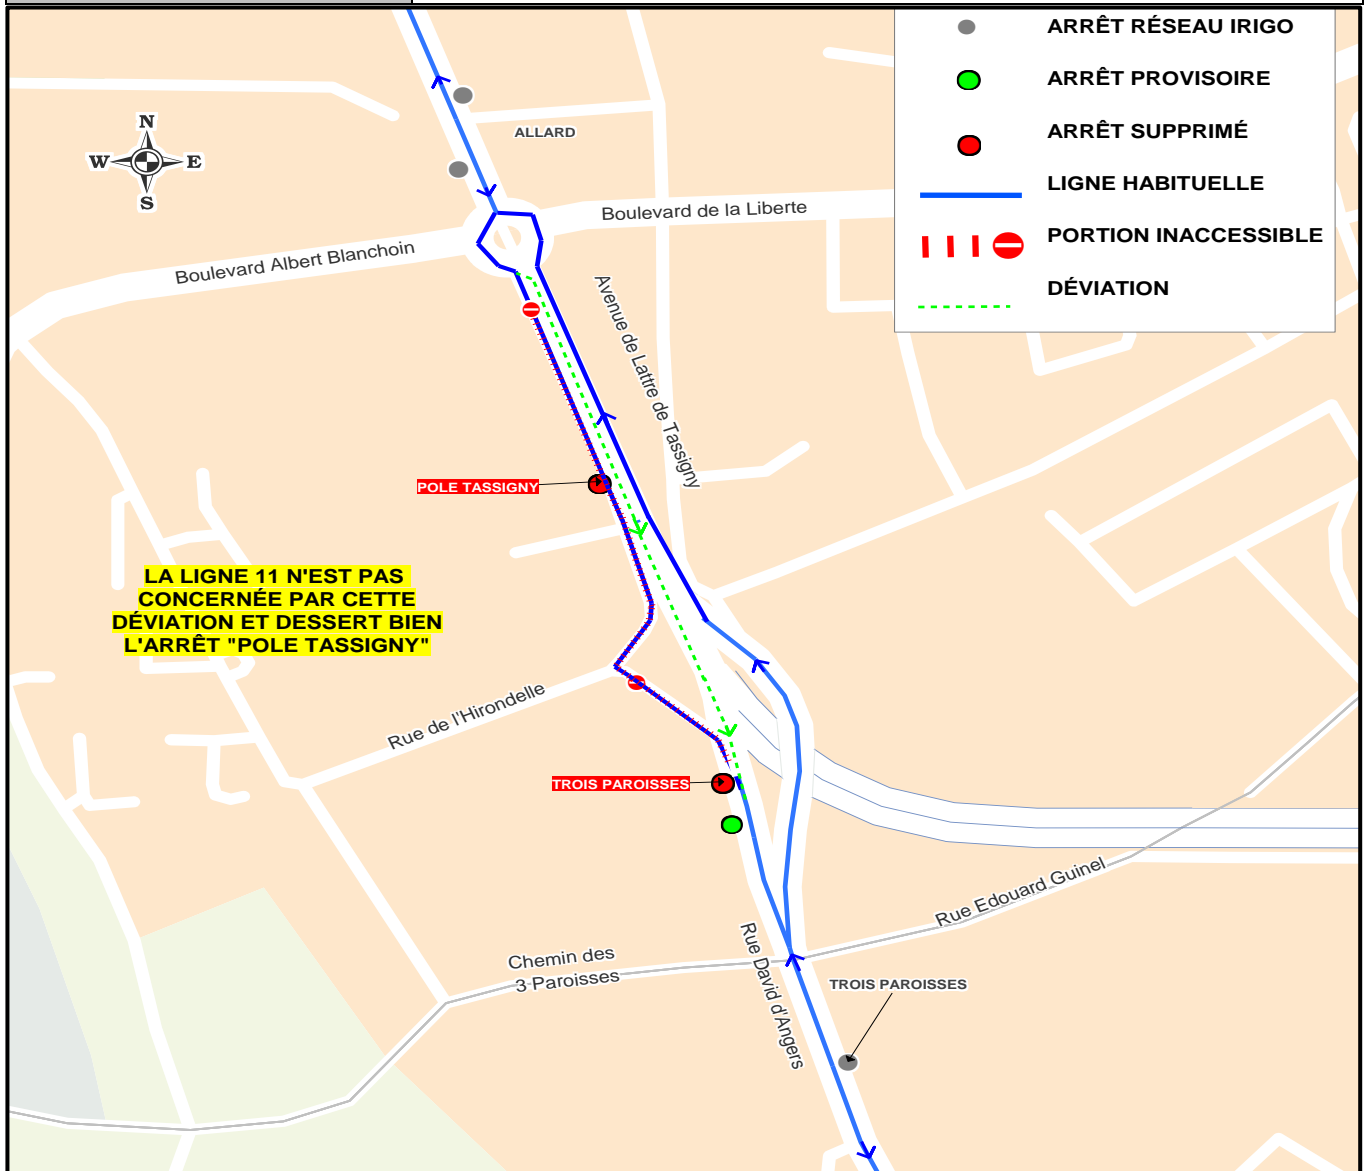 ARRÊT RÉSEAU IRIGO
ARRÊT PROVISOIRE
ARRÊT SUPPRIMÉ
LIGNE HABITUELLE
PORTION INACCESSIBLE
DÉVIATION
N
W
E
S
ALLARD
Boulevard de la Liberte
Boulevard Albert Blanchoin
Avenue de Lattre de Tassigny
POLE TASSIGNY
LA LIGNE 11 N'EST PAS
CONCERNÉE PAR CETTE
DÉVIATION ET DESSERT BIEN
L'ARRÊT "POLE TASSIGNY"
Rue de l'Hirondelle
TROIS PAROISSES
Rue Edouard Guinel
Rue David d'Angers
Chemin des
3 Paroisses
TROIS PAROISSES